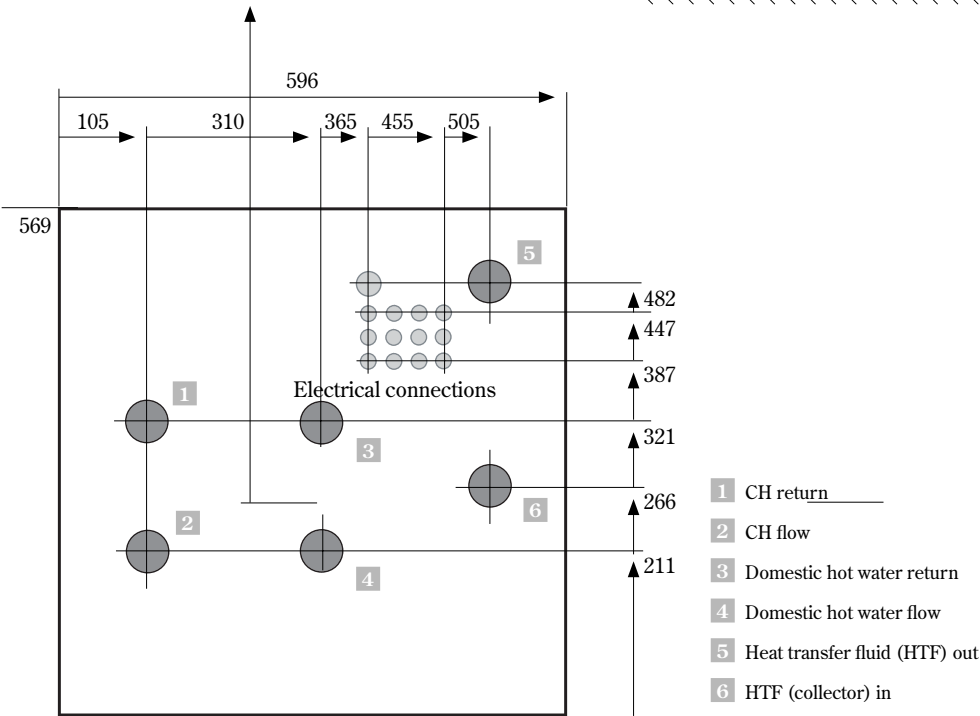 596
105 310 365 455 505
569
5
482
447
387
Electrical connections
1
321
3
266
6
2
211
4
1 CH return
2 CH flow
3 Domestic hot water return
4 Domestic hot water flow
5 Heat transfer fluid (HTF) out
6 HTF (collector) in